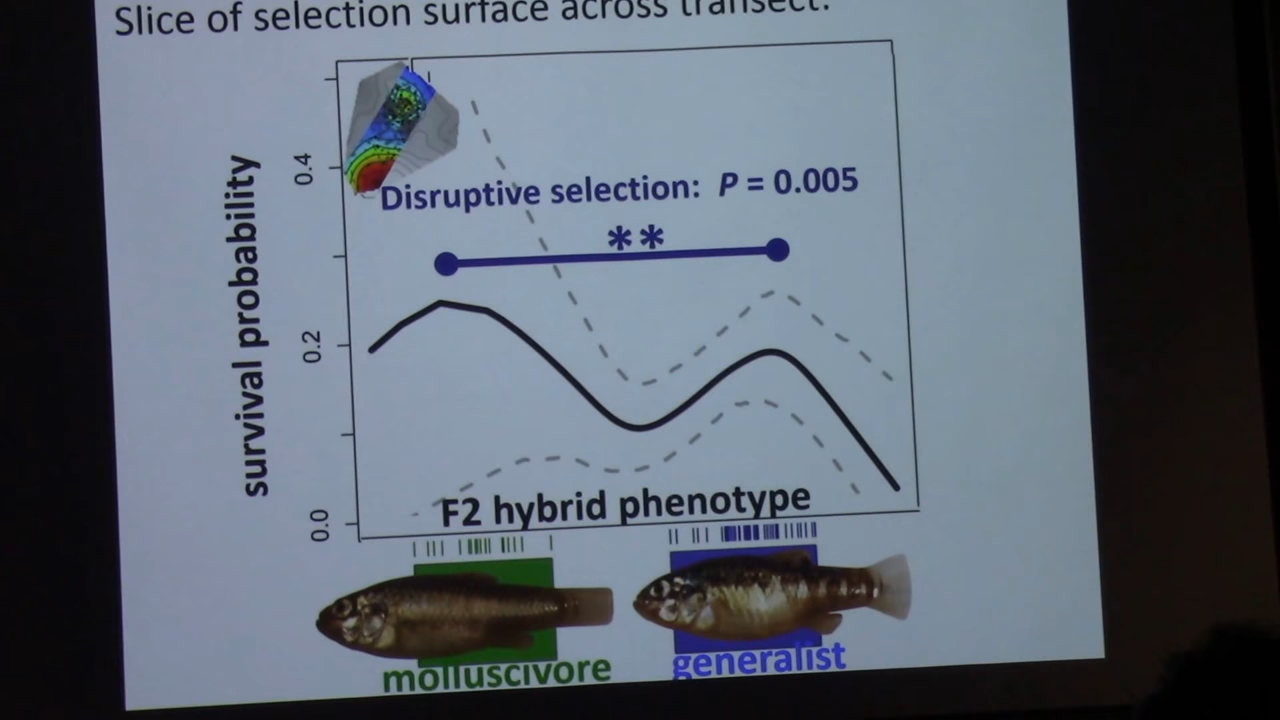 Slice of selection surface across transect:
survival probability
0.4
0.2
0.0
Disruptive selection: P = 0.005
**
F2 hybrid phenotype
molluscivore
generalist